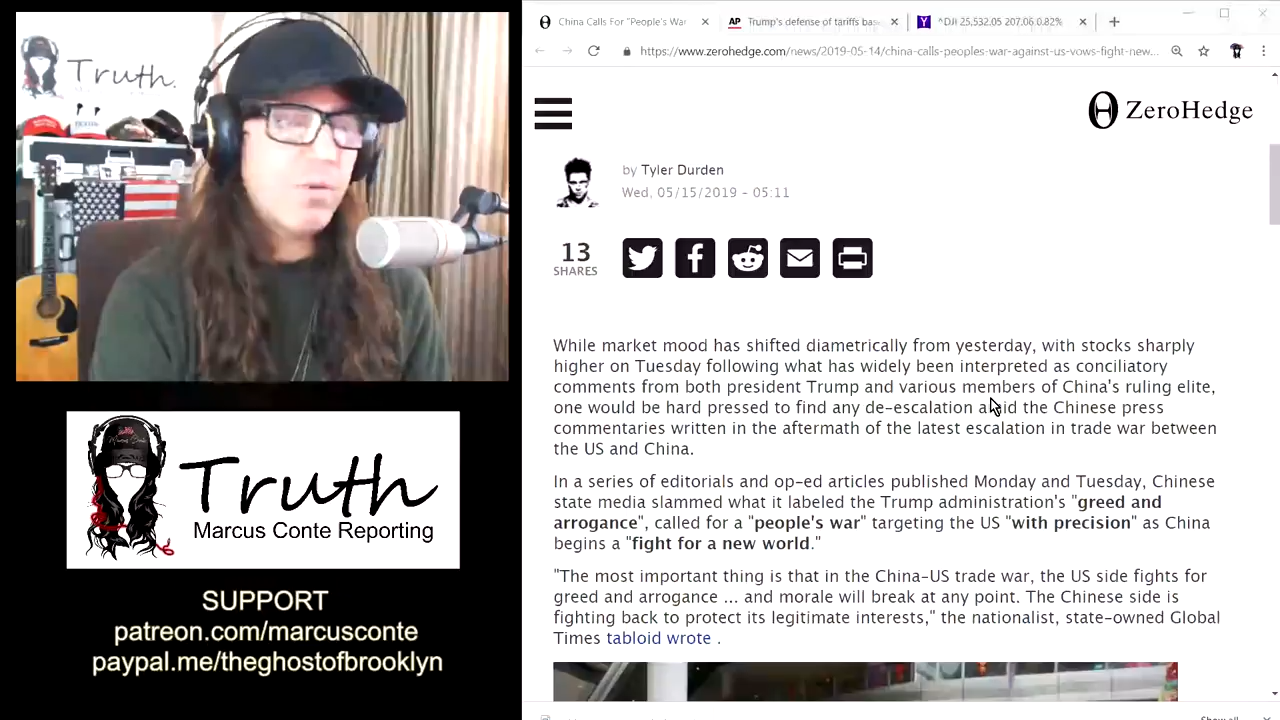 Truth.
Truth
Marcus Conte Reporting
SUPPORT
patreon.com/marcusconte
paypal.me/theghostofbrooklyn
China Calls For "People's Wa
Trump's defense of tariffs ba
^DJI 25,532.05 207.06 0.82%
https://www.zerohedge.com/news/2019-05-14/china-calls-peoples-war-against-us-vows-fight-new...
ZeroHedge
by Tyler Durden
Wed, 05/15/2019 - 05:11
13
SHARES
While market mood has shifted diametrically from yesterday, with stocks sharply
higher on Tuesday following what has widely been interpreted as conciliatory
comments from both president Trump and various members of China's ruling elite,
one would be hard pressed to find any de-escalation amid the Chinese press
commentaries written in the aftermath of the latest escalation in trade war between
the US and China.
In a series of editorials and op-ed articles published Monday and Tuesday, Chinese
state media slammed what it labeled the Trump administration's "greed and
arrogance", called for a "people's war" targeting the US "with precision" as China
begins a "fight for a new world."
"The most important thing is that in the China-US trade war, the US side fights for
greed and arrogance ... and morale will break at any point. The Chinese side is
fighting back to protect its legitimate interests," the nationalist, state-owned Global
Times tabloid wrote .